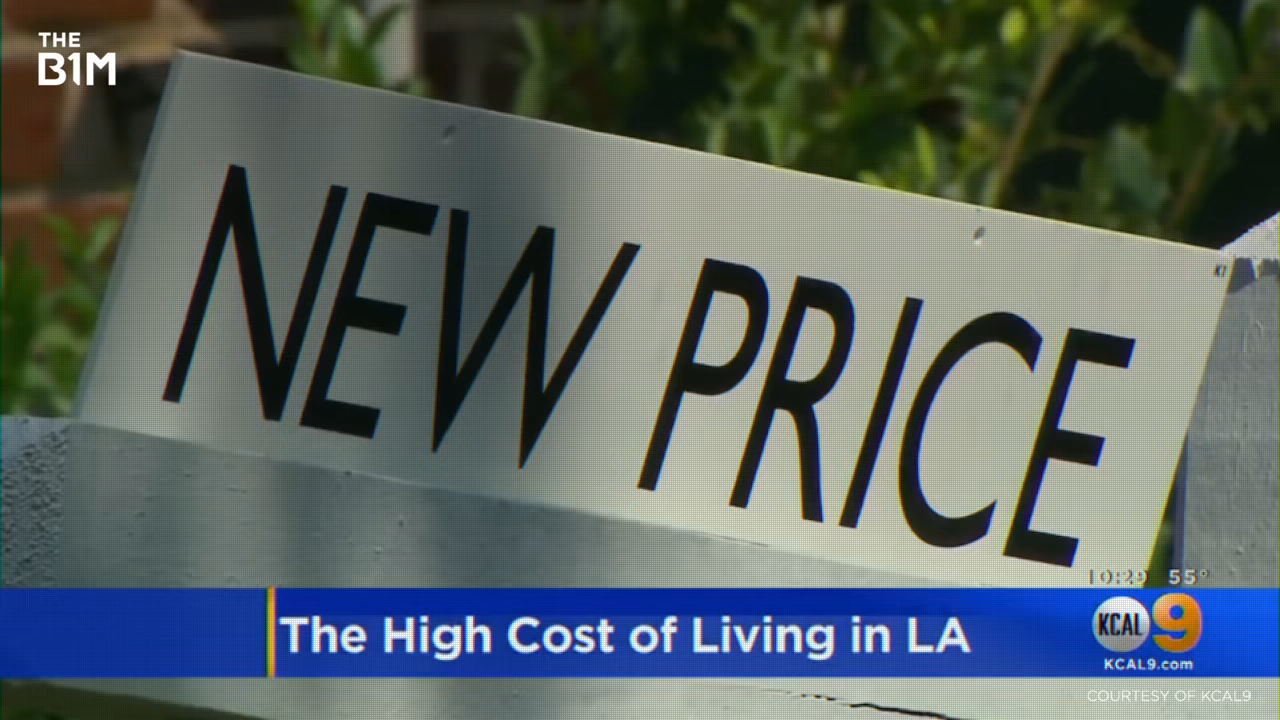 THE
B1M
NEW PRICE
K7
10:29 55°
The High Cost of Living in LA
KCAL 9
KCAL9.com
COURTESY OF KCAL9